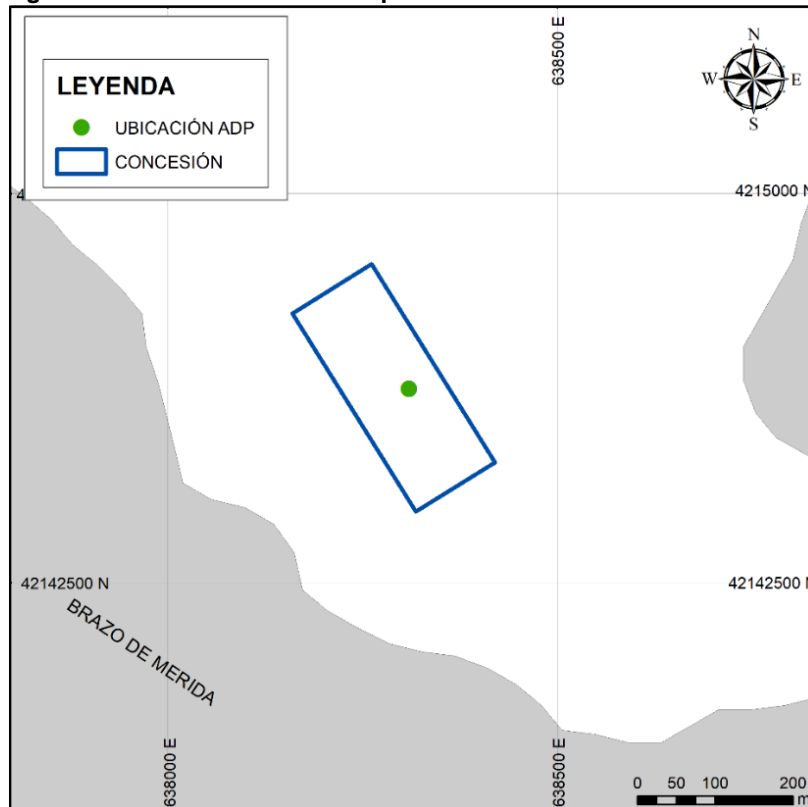 638500 E
N
W E
S
LEYENDA
UBICACIÓN ADP
CONCESIÓN
4215000 N
42142500 N
42142500 N
BRAZO DE MERIDA
638000 E
638500 E
0 50 100 200
m